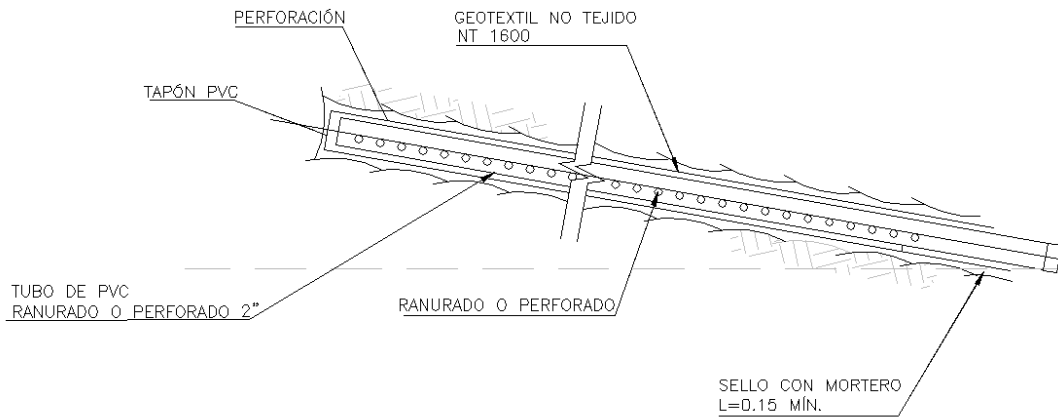 PERFORACIÓN
GEOTEXTIL NO TEJIDO
NT 1600
TAPÓN PVC
TUBO DE PVC
RANURADO O PERFORADO 2"
RANURADO O PERFORADO
SELLO CON MORTERO
L=0.15 MÍN.